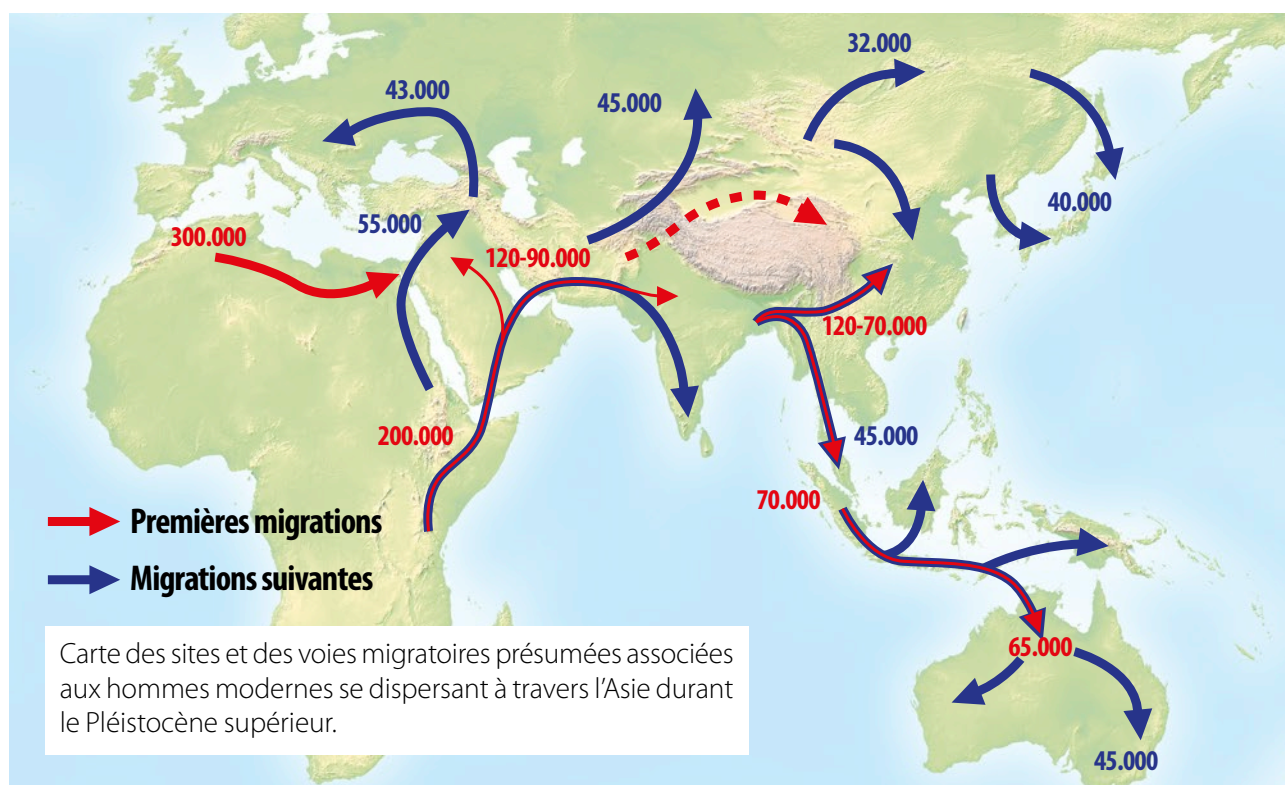 32.000
43.000
45.000
55.000
40.000
300.000
120-90.000
120-70.000
200.000
45.000
70.000
Premières migrations
Migrations suivantes
65.000
45.000
Carte des sites et des voies migratoires présumées associées
aux hommes modernes se dispersant à travers l'Asie durant
le Pléistocène supérieur.